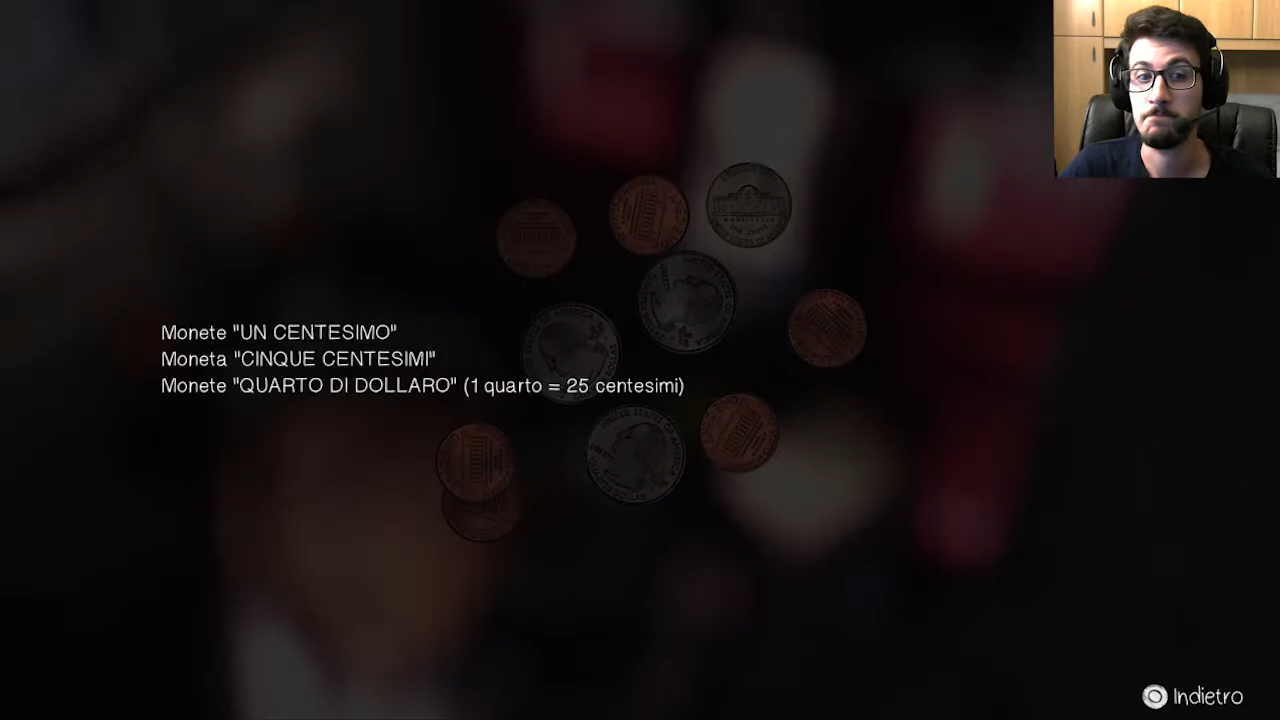 Monete "UN CENTESIMO"
Moneta "CINQUE CENTESIMI"
Monete "QUARTO DI DOLLARO" (1 quarto = 25 centesimi)
Indietro